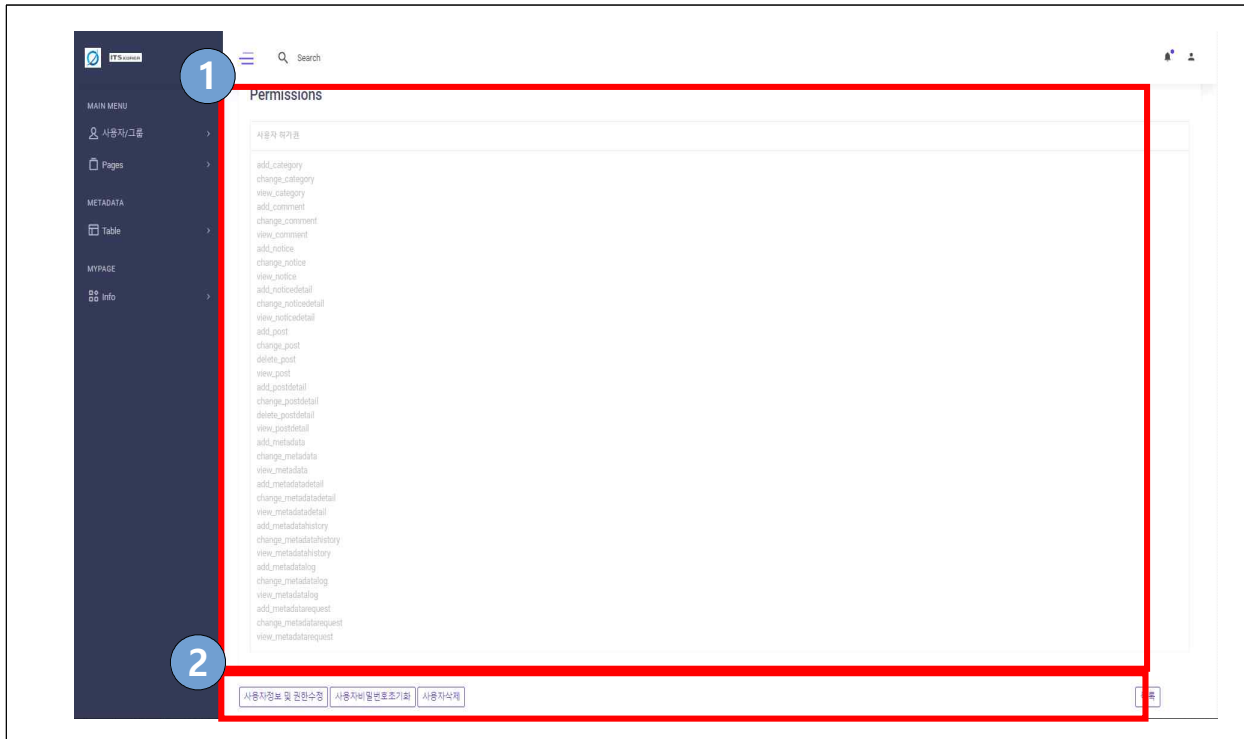 ITS KOREA
1
Search
Permissions
MAIN MENU
사용자/그룹
Pages
METADATA
Table
MYPAGE
Info
사용자 허가권
add_category
change_category
view_category
add_comment
change_comment
view_comment
add_notice
change_notice
view_notice
add_noticedetail
change_noticedetail
view_noticedetail
add_post
change_post
delete_post
view_post
add_postdetail
change_postdetail
delete_postdetail
view_postdetail
add_metadata
change_metadata
view_metadata
add_metadatadetail
change_metadatadetail
view_metadatadetail
add_metadatahistory
change_metadatahistory
view_metadatahistory
add_metadatalog
change_metadatalog
view_metadatalog
add_metadatarequest
change_metadatarequest
view_metadatarequest
2
사용자정보 및 권한수정 사용자비밀번호초기화 사용자삭제